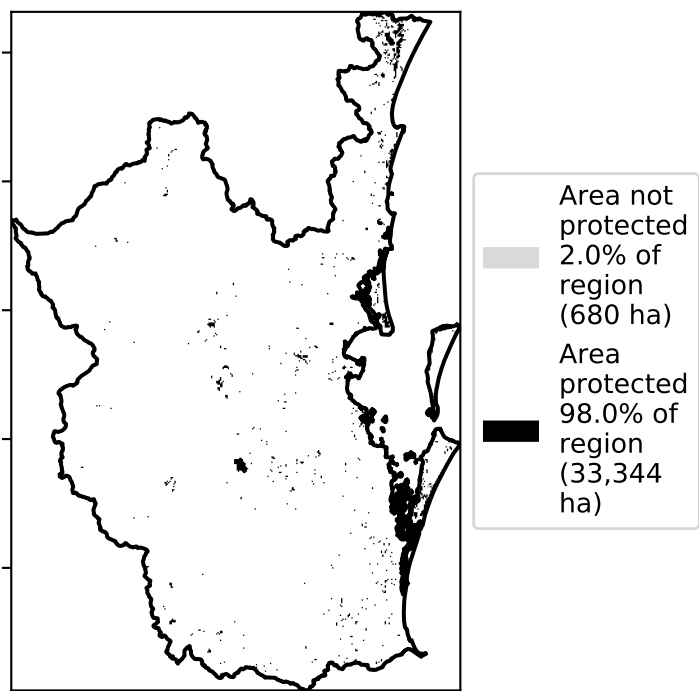 Area not
protected
2.0% of
region
(680 ha)
Area
protected
98.0% of
region
(33,344
ha)